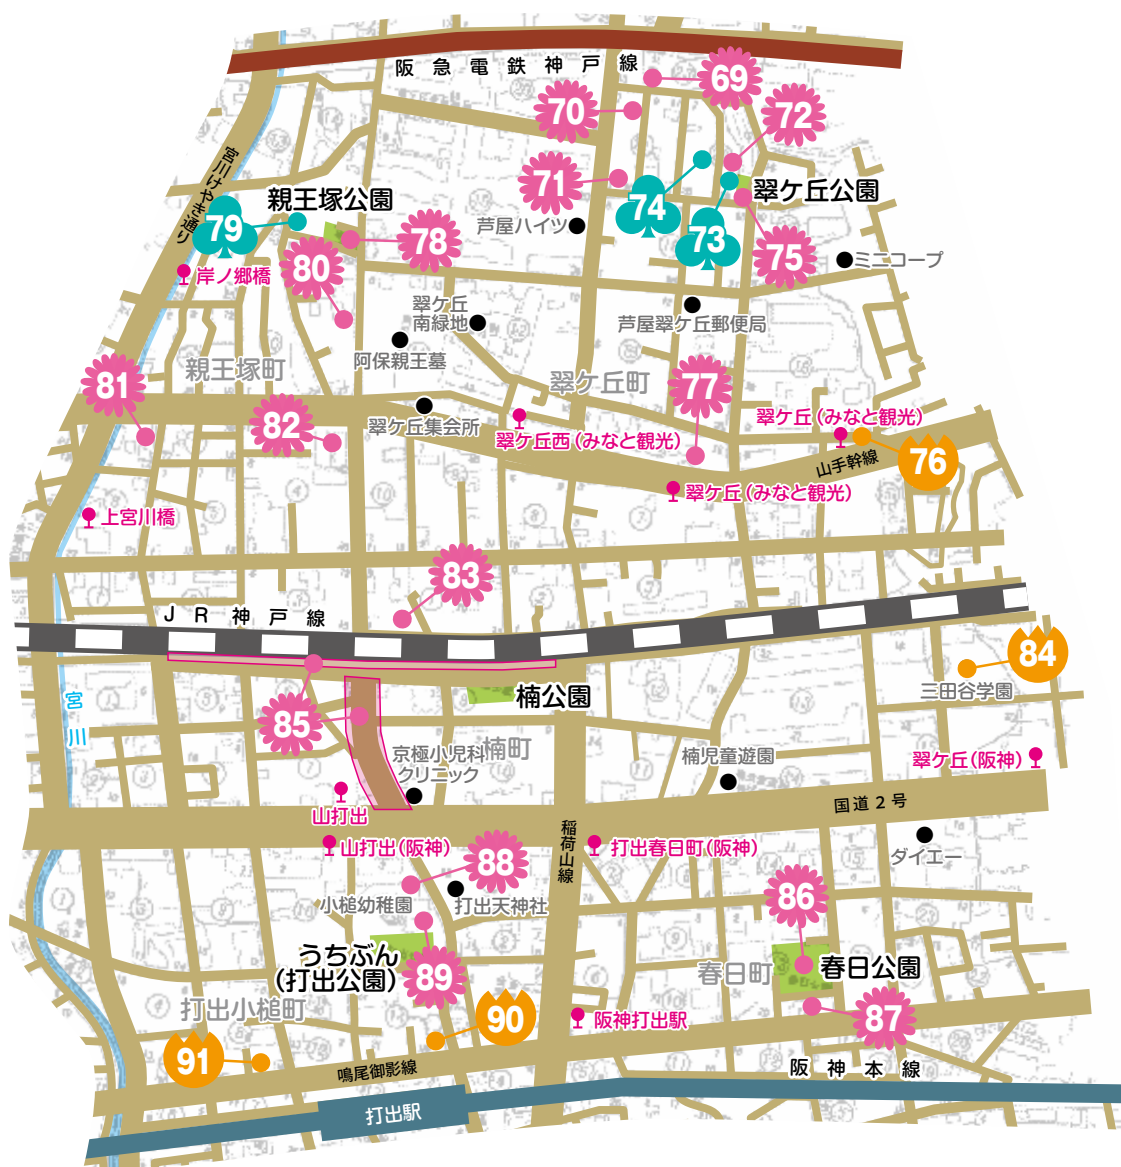 阪急電鉄神戸線
69
70
72
宮川けやき通り
71
74
翠ケ丘公園
親王塚公園
79
芦屋ハイツ
73
78
75
80
ミニコープ
岸ノ郷橋
翠ケ丘
南緑地
芦屋翠ケ丘郵便局
阿保親王墓
親王塚町
翠ケ丘町
81
77
82
翠ケ丘集会所
翠ケ丘西(みなと観光)
翠ケ丘(みなと観光)
山手幹線
76
翠ケ丘(みなと観光)
上宮川橋
83
JR神戸線
84
三田谷学園
宮川
楠公園
85
京極小児科
クリニック
楠町
楠児童遊園
翠ケ丘(阪神)
山打出
国道2号
山打出(阪神)
稲荷山線
打出春日町(阪神)
ダイエー
88
小槌幼稚園
打出天神社
86
うちぶん
(打出公園)
89
春日町
春日公園
打出小槌町
90
阪神打出駅
87
91
鳴尾御影線
阪神本線
打出駅